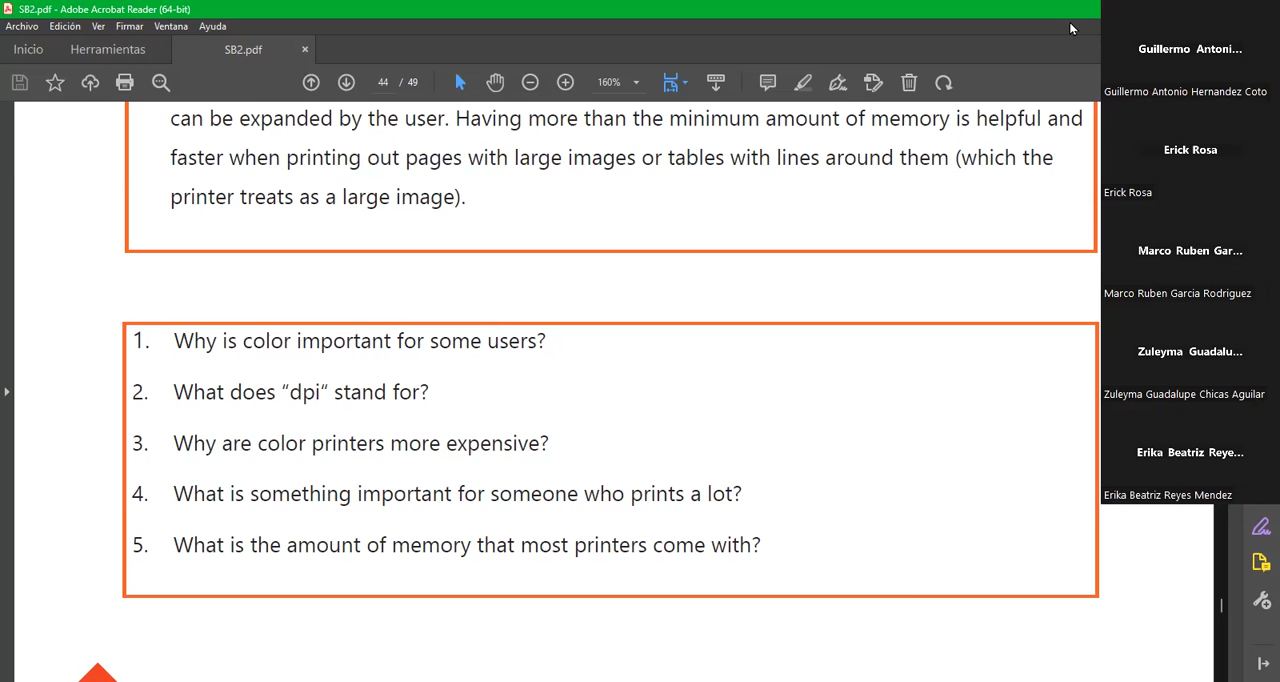 SB2.pdf - Adobe Acrobat Reader (64-bit)
Archivo Edición Ver Firmar Ventana Ayuda
Inicio Herramientas SB2.pdf ×
44 / 49 160%
can be expanded by the user. Having more than the minimum amount of memory is helpful and
faster when printing out pages with large images or tables with lines around them (which the
printer treats as a large image).
1. Why is color important for some users?
2. What does “dpi“ stand for?
3. Why are color printers more expensive?
4. What is something important for someone who prints a lot?
5. What is the amount of memory that most printers come with?
Guillermo Antoni...
Guillermo Antonio Hernandez Coto
Erick Rosa
Erick Rosa
Marco Ruben Gar...
Marco Ruben Garcia Rodriguez
Zuleyma Guadalu...
Zuleyma Guadalupe Chicas Aguilar
Erika Beatriz Reye...
Erika Beatriz Reyes Mendez